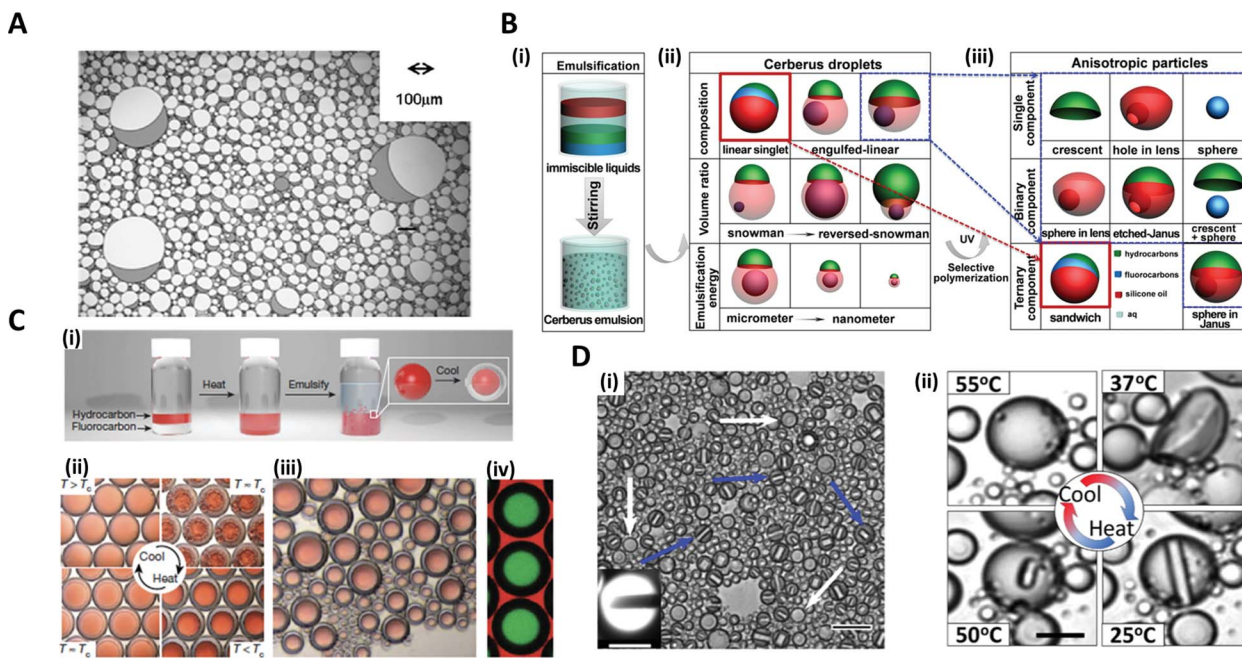 A
100μm
B
(i)
Emulsification
immiscible liquids
Stirring
Cerberus emulsion
(ii)
Cerberus droplets
composition
linear singlet
engulfed-linear
Volume ratio
snowman → reversed-snowman
Emulsification
energy
micrometer → nanometer
UV
Selective
polymerization
(iii)
Anisotropic particles
Single
component
crescent
hole in lens
sphere
Binary
component
sphere in lens
etched-Janus
crescent
+ sphere
Ternary
component
sandwich
hydrocarbons
fluorocarbons
silicone oil
aq
sphere in
Janus
C
(i)
Hydrocarbon
Fluorocarbon
Heat
Emulsify
Cool
(ii)
T > Tc
T ≈ Tc
Cool
Heat
T ≈ Tc
T < Tc
(iii)
(iv)
D
(i)
(ii)
55°C
37°C
Cool
Heat
50°C
25°C